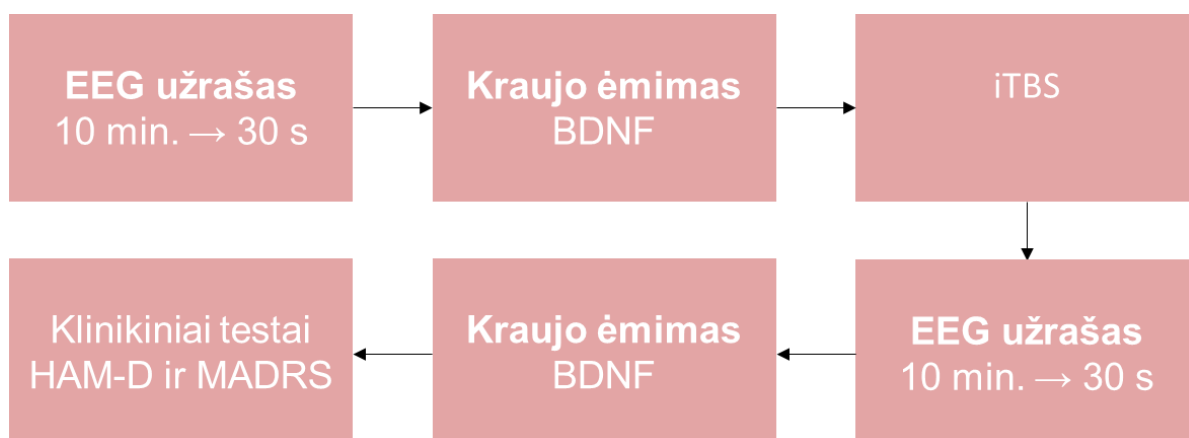 EEG užrašas
10 min. → 30 s
Kraujo ėmimas
BDNF
iTBS
EEG užrašas
10 min. → 30 s
Kraujo ėmimas
BDNF
Klinikiniai testai
HAM-D ir MADRS